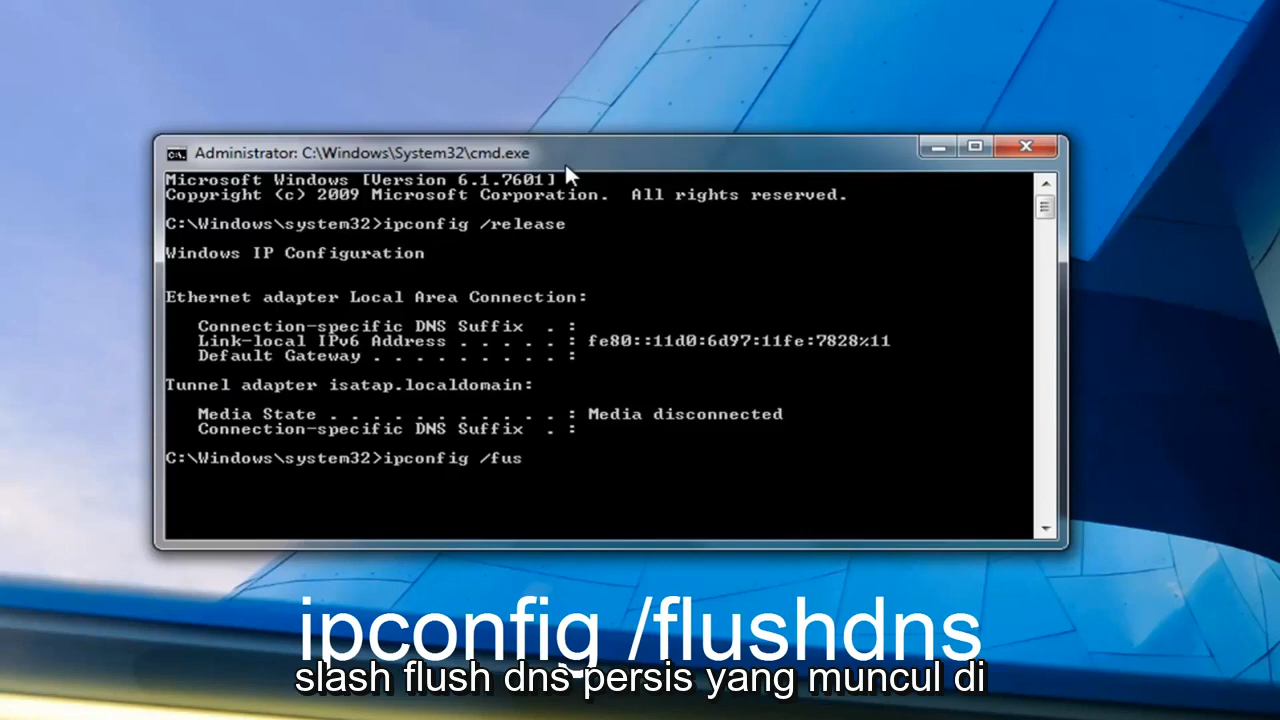 Administrator: C:\Windows\System32\cmd.exe
Microsoft Windows [Version 6.1.7601]
Copyright (c) 2009 Microsoft Corporation.  All rights reserved.
C:\Windows\system32>ipconfig /release
Windows IP Configuration
Ethernet adapter Local Area Connection:
   Connection-specific DNS Suffix  . :
   Link-local IPv6 Address . . . . . : fe80::11d0:6d97:11fe:7828%11
   Default Gateway . . . . . . . . . :
Tunnel adapter isatap.localdomain:
   Media State . . . . . . . . . . . : Media disconnected
   Connection-specific DNS Suffix  . :
C:\Windows\system32>ipconfig /fus
ipconfig /flushdns
slash flush dns persis yang muncul di